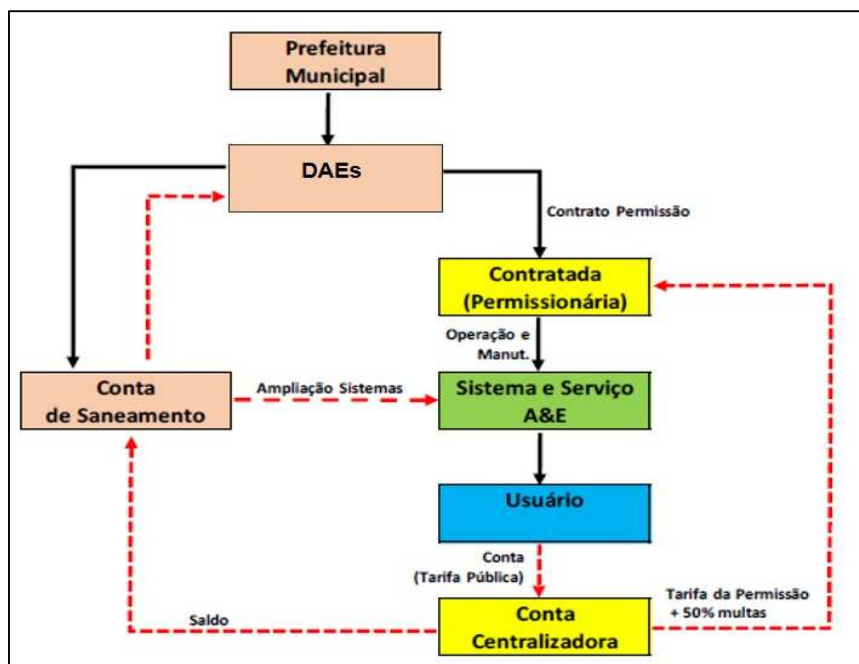 Prefeitura
Municipal
DAEs
Contrato Permissão
Contratada
(Permissionária)
Operação e
Manut.
Conta
de Saneamento
Ampliação Sistemas
Sistema e Serviço
A&E
Usuário
Conta
(Tarifa Pública)
Saldo
Conta
Centralizadora
Tarifa da Permissão
+ 50% multas